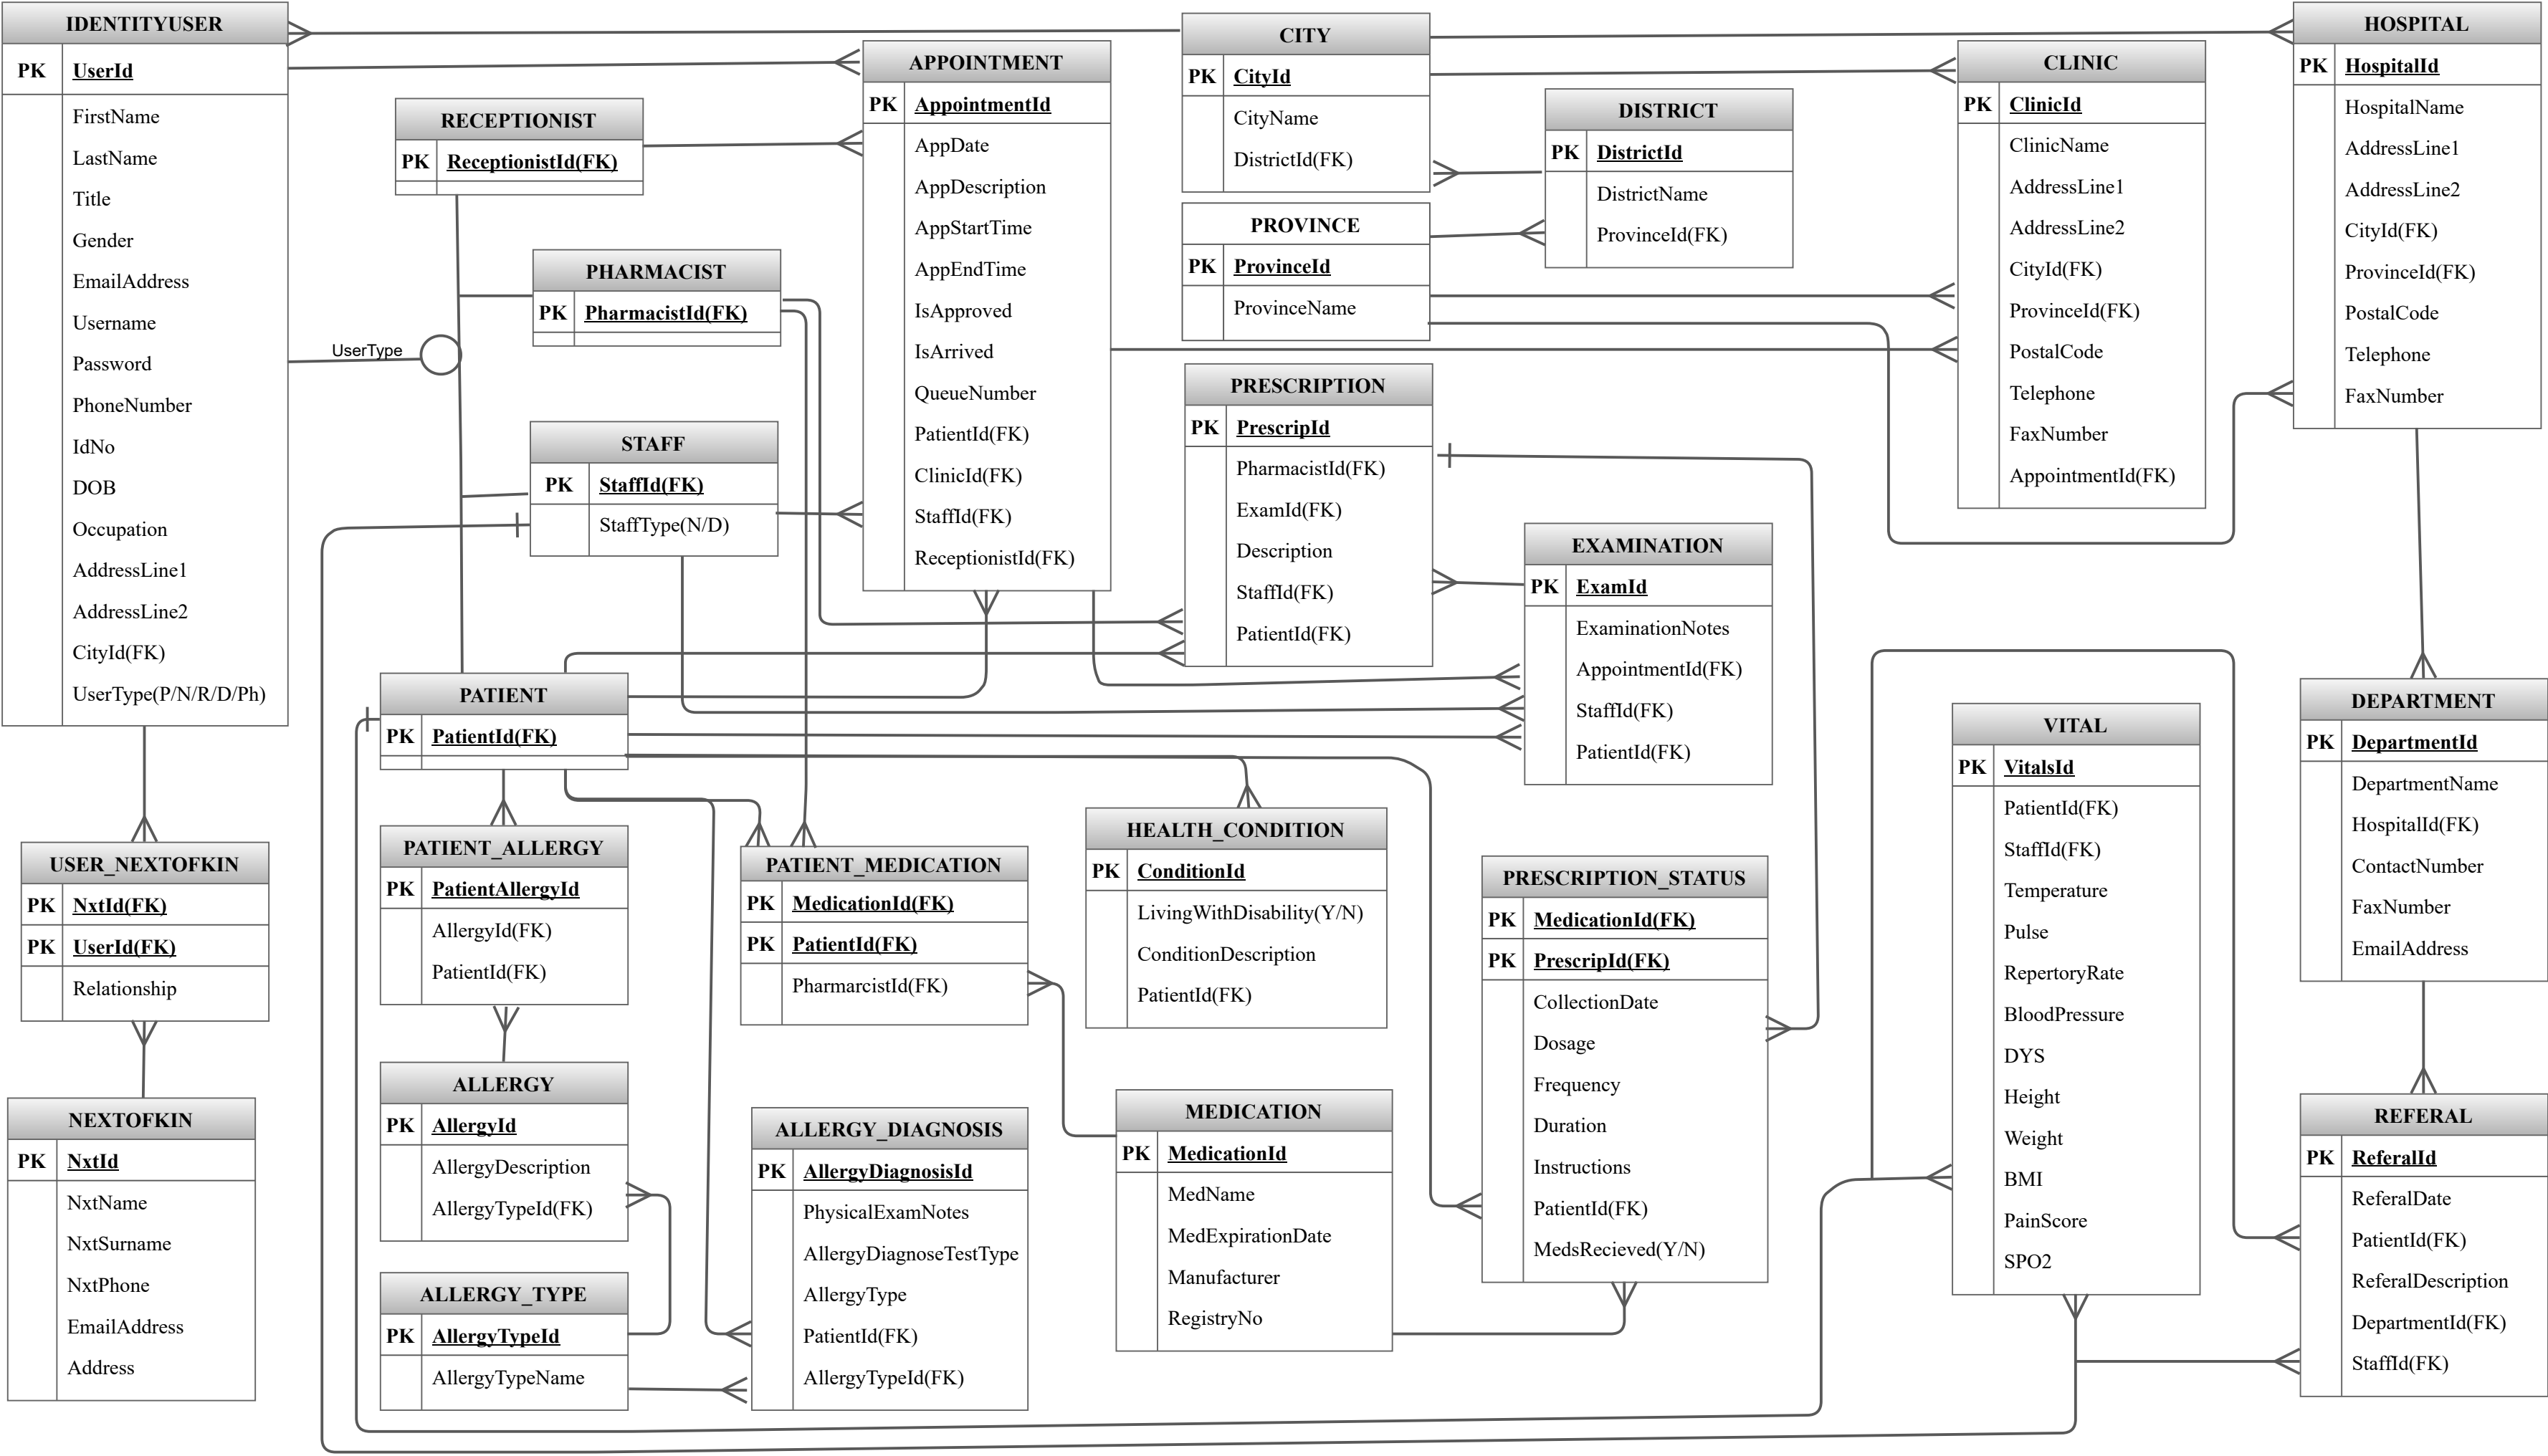 IDENTITYUSER
PK UserId
FirstName
LastName
Title
Gender
EmailAddress
Username
Password
PhoneNumber
IdNo
DOB
Occupation
AddressLine1
AddressLine2
CityId(FK)
UserType(P/N/R/D/Ph)
UserType
RECEPTIONIST
PK ReceptionistId(FK)
PHARMACIST
PK PharmacistId(FK)
STAFF
PK StaffId(FK)
StaffType(N/D)
PATIENT
PK PatientId(FK)
APPOINTMENT
PK AppointmentId
AppDate
AppDescription
AppStartTime
AppEndTime
IsApproved
IsArrived
QueueNumber
PatientId(FK)
ClinicId(FK)
StaffId(FK)
ReceptionistId(FK)
CITY
PK CityId
CityName
DistrictId(FK)
PROVINCE
PK ProvinceId
ProvinceName
DISTRICT
PK DistrictId
DistrictName
ProvinceId(FK)
CLINIC
PK ClinicId
ClinicName
AddressLine1
AddressLine2
CityId(FK)
ProvinceId(FK)
PostalCode
Telephone
FaxNumber
AppointmentId(FK)
HOSPITAL
PK HospitalId
HospitalName
AddressLine1
AddressLine2
CityId(FK)
ProvinceId(FK)
PostalCode
Telephone
FaxNumber
PRESCRIPTION
PK PrescripId
PharmacistId(FK)
ExamId(FK)
Description
StaffId(FK)
PatientId(FK)
EXAMINATION
PK ExamId
ExaminationNotes
AppointmentId(FK)
StaffId(FK)
PatientId(FK)
USER_NEXTOFKIN
PK NxtId(FK)
PK UserId(FK)
Relationship
NEXTOFKIN
PK NxtId
NxtName
NxtSurname
NxtPhone
EmailAddress
Address
PATIENT_ALLERGY
PK PatientAllergyId
AllergyId(FK)
PatientId(FK)
ALLERGY
PK AllergyId
AllergyDescription
AllergyTypeId(FK)
ALLERGY_TYPE
PK AllergyTypeId
AllergyTypeName
PATIENT_MEDICATION
PK MedicationId(FK)
PK PatientId(FK)
PharmarcistId(FK)
ALLERGY_DIAGNOSIS
PK AllergyDiagnosisId
PhysicalExamNotes
AllergyDiagnoseTestType
AllergyType
PatientId(FK)
AllergyTypeId(FK)
HEALTH_CONDITION
PK ConditionId
LivingWithDisability(Y/N)
ConditionDescription
PatientId(FK)
MEDICATION
PK MedicationId
MedName
MedExpirationDate
Manufacturer
RegistryNo
PRESCRIPTION_STATUS
PK MedicationId(FK)
PK PrescripId(FK)
CollectionDate
Dosage
Frequency
Duration
Instructions
PatientId(FK)
MedsRecieved(Y/N)
VITAL
PK VitalsId
PatientId(FK)
StaffId(FK)
Temperature
Pulse
RepertoryRate
BloodPressure
DYS
Height
Weight
BMI
PainScore
SPO2
DEPARTMENT
PK DepartmentId
DepartmentName
HospitalId(FK)
ContactNumber
FaxNumber
EmailAddress
REFERAL
PK ReferalId
ReferalDate
PatientId(FK)
ReferalDescription
DepartmentId(FK)
StaffId(FK)